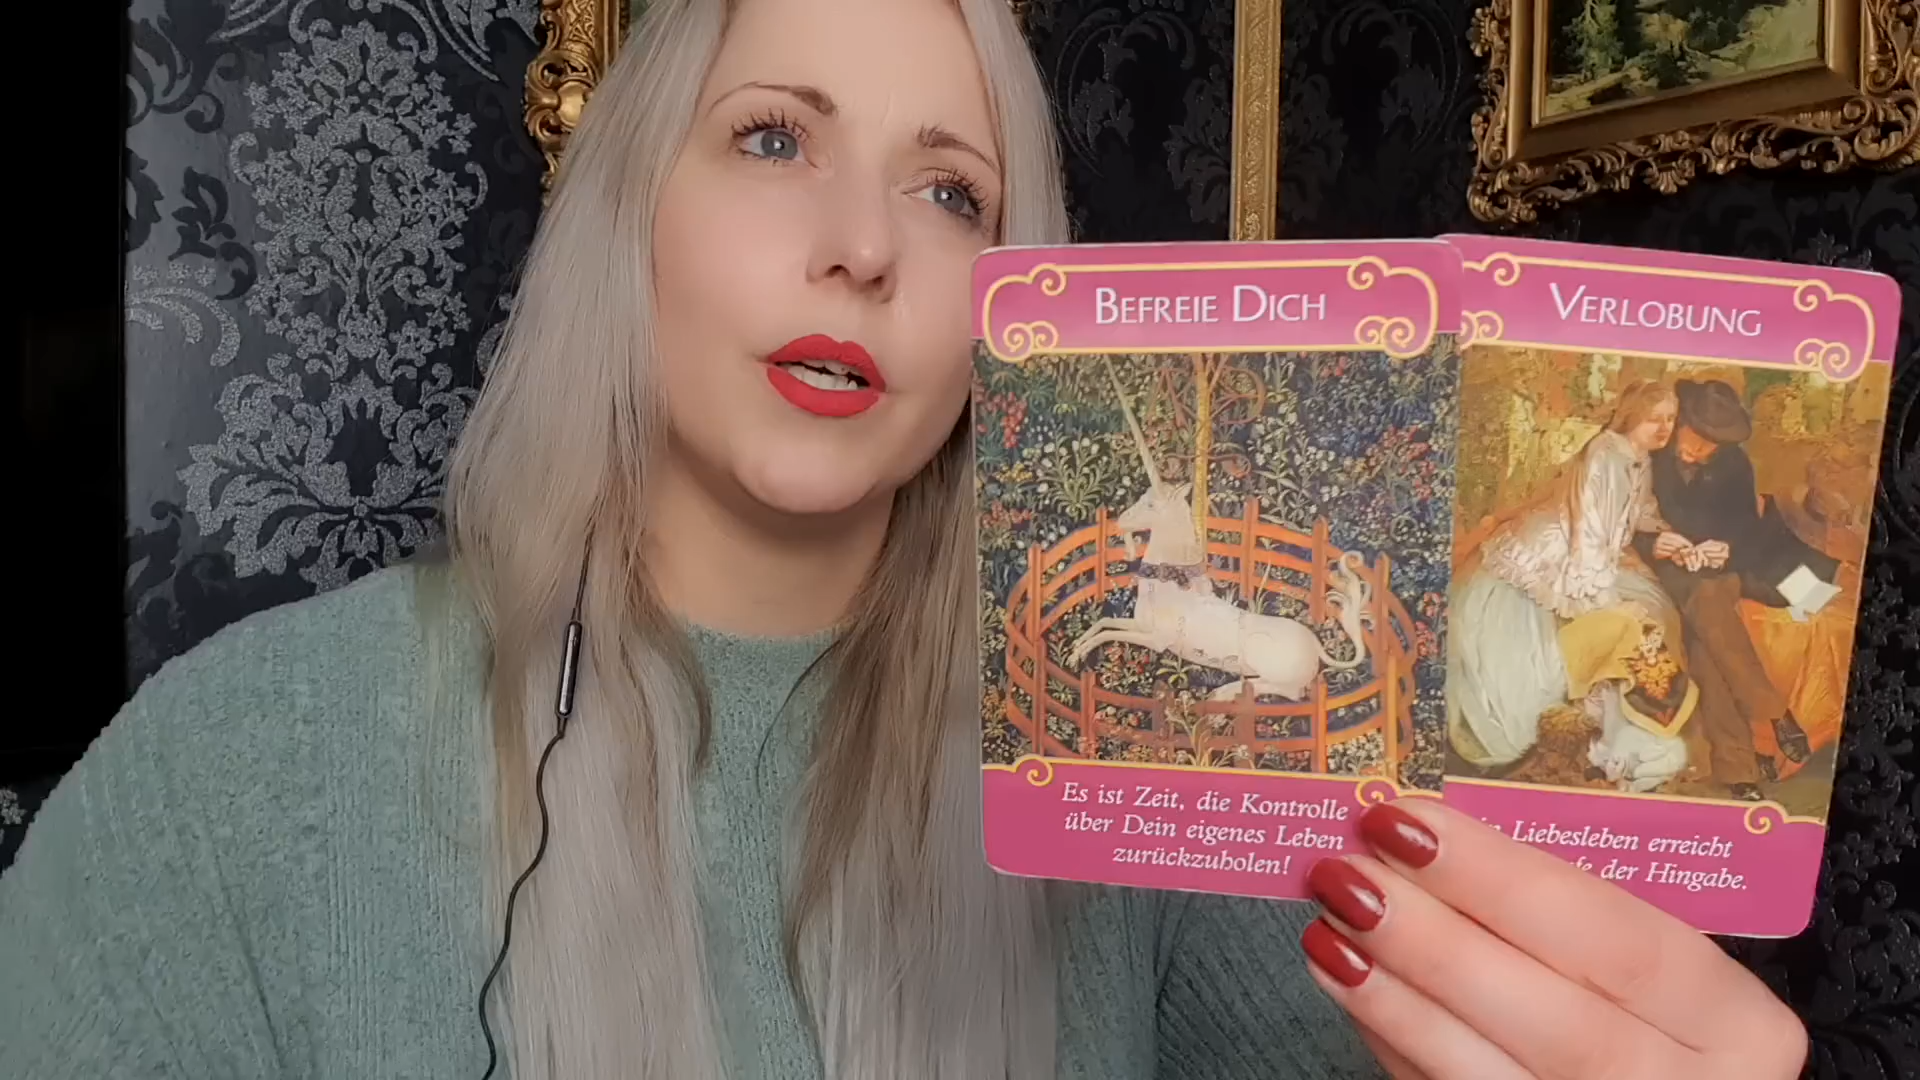 BEFREIE DICH
Es ist Zeit, die Kontrolle
über Dein eigenes Leben
zurückzuholen!
VERLOBUNG
Liebesleben erreicht
der Hingabe.